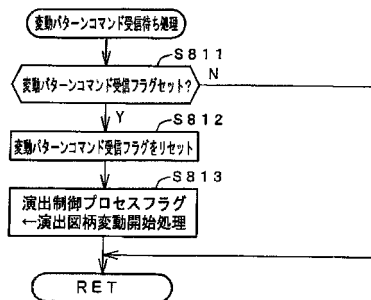 変動パターンコマンド受信待ち処理
S811
変動パターンコマンド受信フラグセット?
N
Y
S812
変動パターンコマンド受信フラグをリセット
S813
演出制御プロセスフラグ
←演出図柄変動開始処理
RET